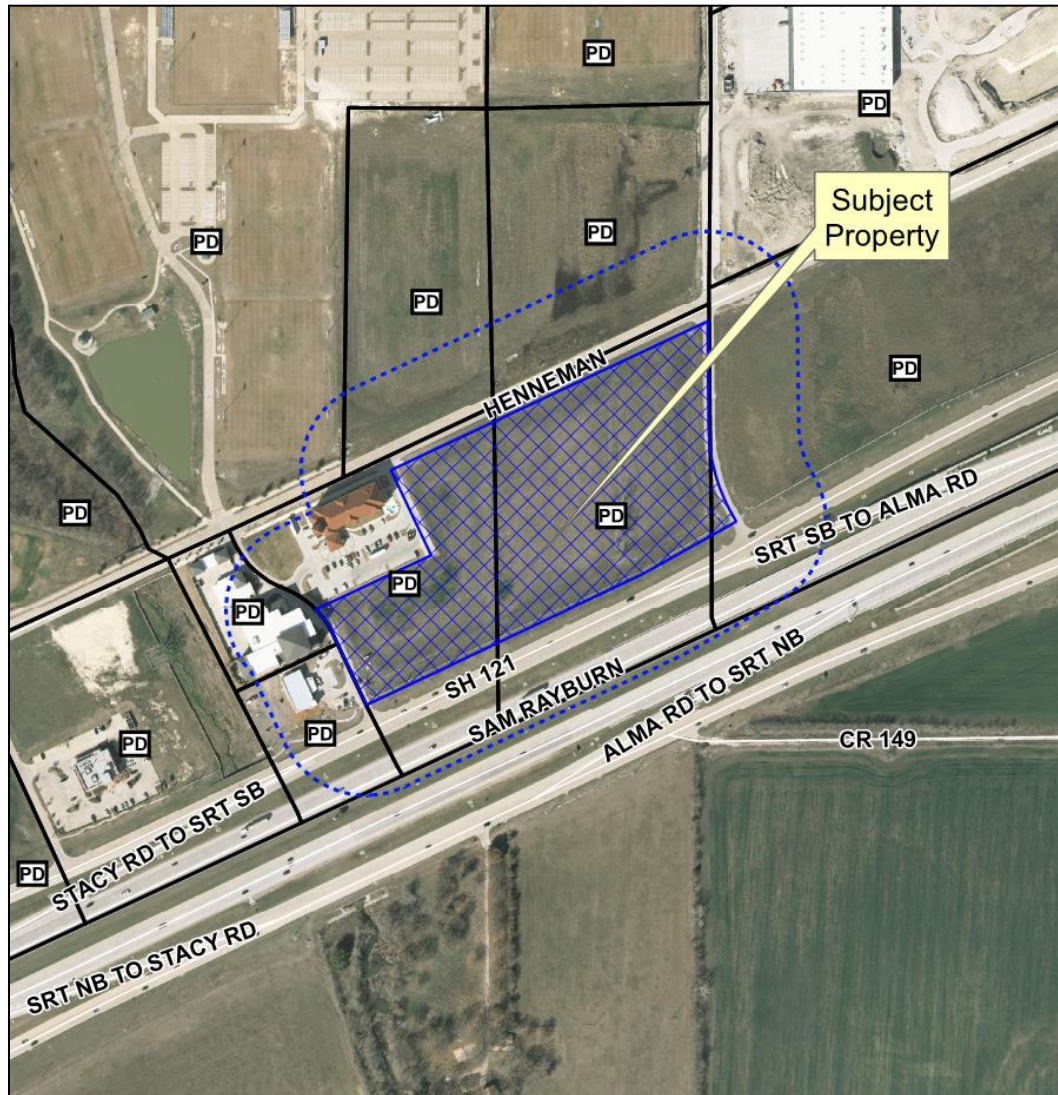 PD
PD
Subject
Property
PD
PD
PD
PD
HENNEMAN
PD
PD
SRT SB TO ALMA RD
PD
PD
SH 121
SAM RAYBURN
ALMA RD TO SRT NB
PD
PD
CR 149
STACY RD TO SRT SB
PD
SRT NB TO STACY RD